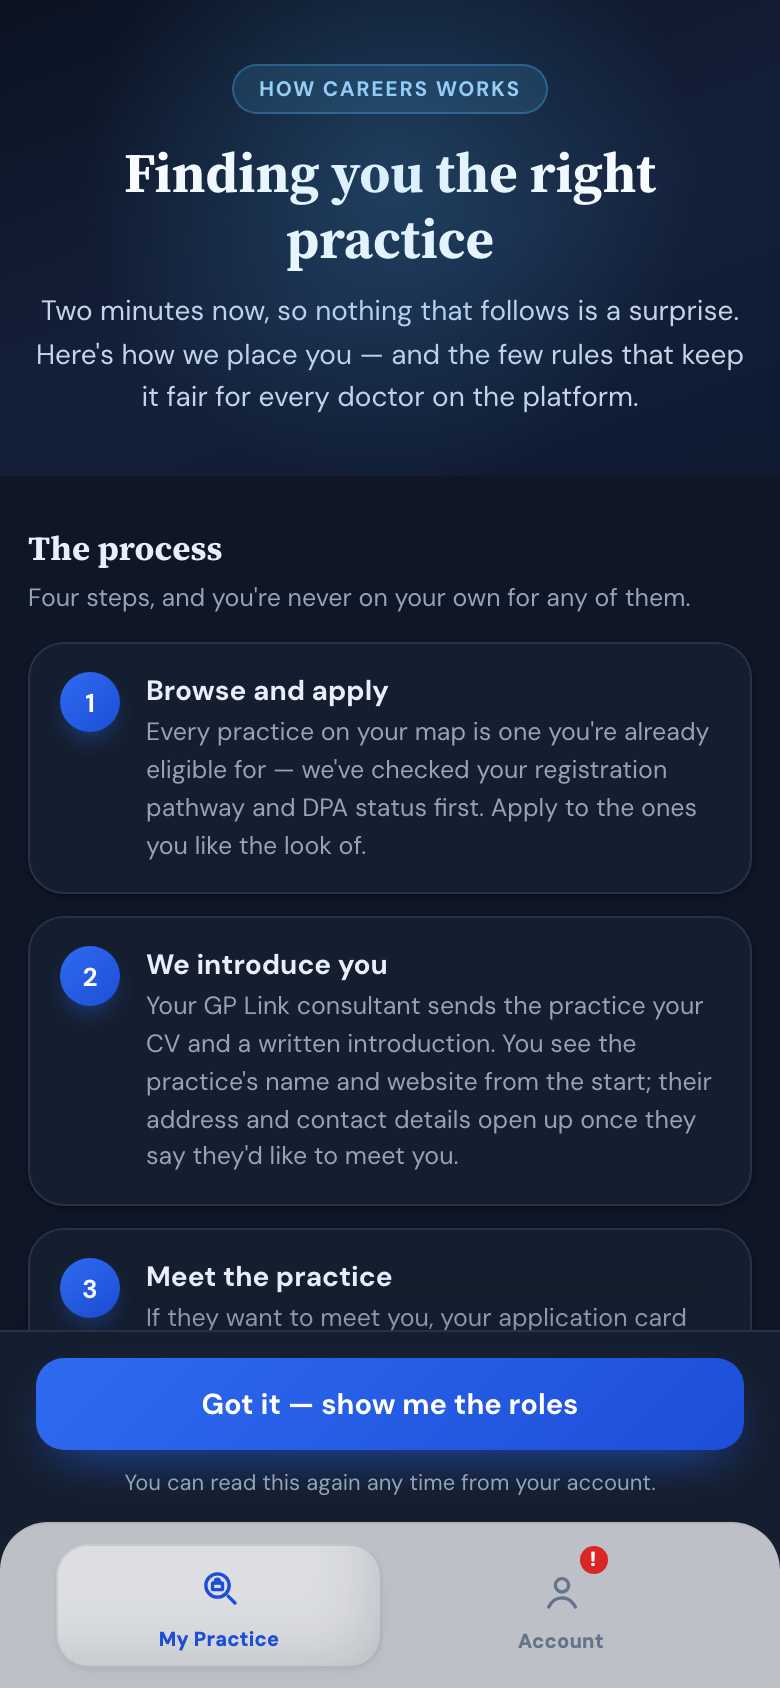 HOW CAREERS WORKS
Finding you the right
practice
Two minutes now, so nothing that follows is a surprise.
Here's how we place you — and the few rules that keep
it fair for every doctor on the platform.
The process
Four steps, and you're never on your own for any of them.
1
Browse and apply
Every practice on your map is one you're already
eligible for — we've checked your registration
pathway and DPA status first. Apply to the ones
you like the look of.
2
We introduce you
Your GP Link consultant sends the practice your
CV and a written introduction. You see the
practice's name and website from the start; their
address and contact details open up once they
say they'd like to meet you.
3
Meet the practice
If they want to meet you, your application card
Got it — show me the roles
You can read this again any time from your account.
!
My Practice
Account